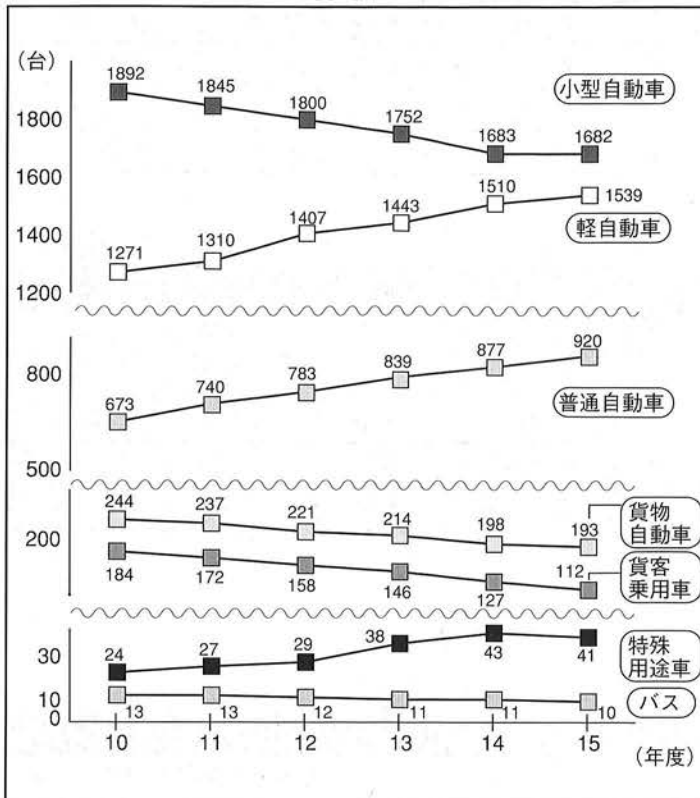 (台)
1892 1845 1800 1752 1683 1682
小型自動車
1800
1600
1271 1310 1407 1443 1510 1539
軽自動車
1400
1200
673 740 783 839 877 920
800
普通自動車
500
244 237 221 214 198 193
貨物
自動車
200
184 172 158 146 127 112
貨客
乗用車
24 27 29 38 43 41
特殊
用途車
30
10
バス
0
13 13 12 11 11 10
10 11 12 13 14 15
(年度)